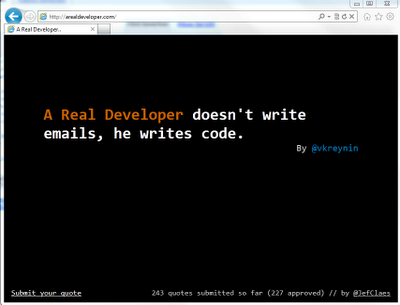 http://arealdeveloper.com/
A Real Developer..
A Real Developer doesn't write
emails, he writes code.
By @vkreynin
Submit your quote
243 quotes submitted so far (227 approved) // by @JefClaes